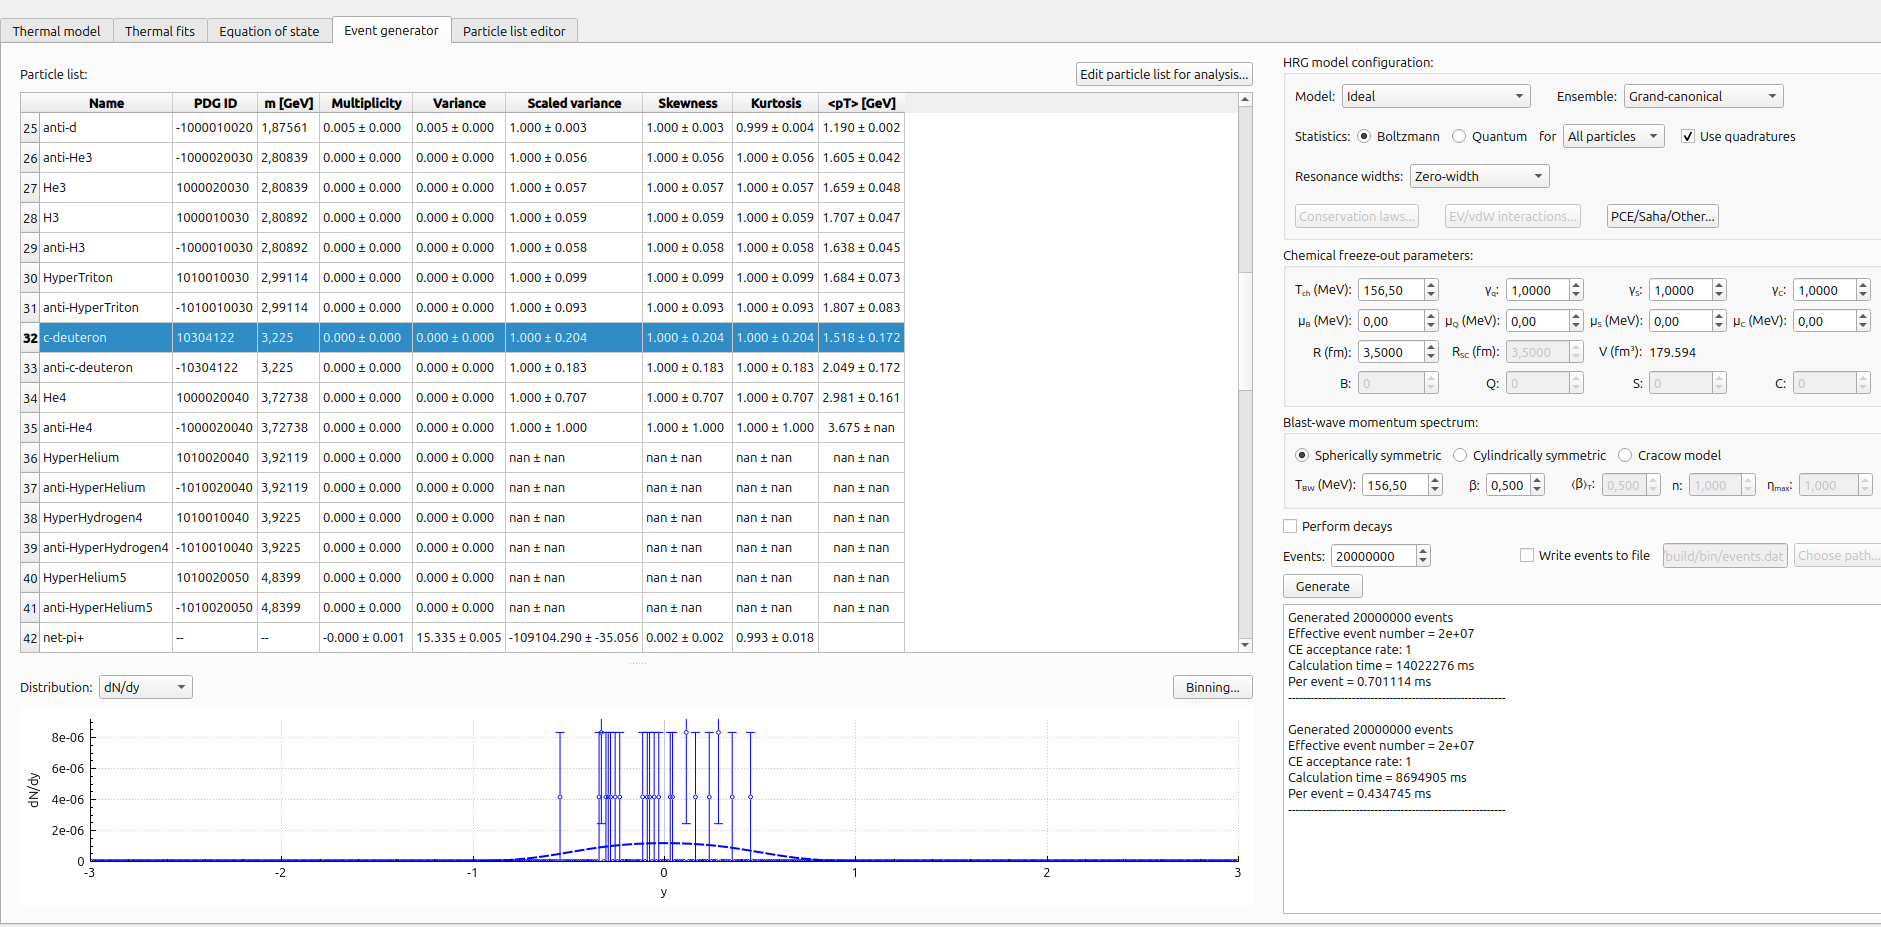 Thermal model Thermal fits Equation of state Event generator Particle list editor
Particle list: Edit particle list for analysis...
Name PDG ID m [GeV] Multiplicity Variance Scaled variance Skewness Kurtosis <pT> [GeV]
25 anti-d -1000010020 1,87561 0.005 ± 0.000 0.005 ± 0.000 1.000 ± 0.003 1.000 ± 0.003 0.999 ± 0.004 1.190 ± 0.002
26 anti-He3 -1000020030 2,80839 0.000 ± 0.000 0.000 ± 0.000 1.000 ± 0.056 1.000 ± 0.056 1.000 ± 0.056 1.605 ± 0.042
27 He3 1000020030 2,80839 0.000 ± 0.000 0.000 ± 0.000 1.000 ± 0.057 1.000 ± 0.057 1.000 ± 0.057 1.659 ± 0.048
28 H3 1000010030 2,80892 0.000 ± 0.000 0.000 ± 0.000 1.000 ± 0.059 1.000 ± 0.059 1.000 ± 0.059 1.707 ± 0.047
29 anti-H3 -1000010030 2,80892 0.000 ± 0.000 0.000 ± 0.000 1.000 ± 0.058 1.000 ± 0.058 1.000 ± 0.058 1.638 ± 0.045
30 HyperTriton 1010010030 2,99114 0.000 ± 0.000 0.000 ± 0.000 1.000 ± 0.099 1.000 ± 0.099 1.000 ± 0.099 1.684 ± 0.073
31 anti-HyperTriton -1010010030 2,99114 0.000 ± 0.000 0.000 ± 0.000 1.000 ± 0.093 1.000 ± 0.093 1.000 ± 0.093 1.807 ± 0.083
32 c-deuteron 10304122 3,225 0.000 ± 0.000 0.000 ± 0.000 1.000 ± 0.204 1.000 ± 0.204 1.000 ± 0.204 1.518 ± 0.172
33 anti-c-deuteron -10304122 3,225 0.000 ± 0.000 0.000 ± 0.000 1.000 ± 0.183 1.000 ± 0.183 1.000 ± 0.183 2.049 ± 0.172
34 He4 1000020040 3,72738 0.000 ± 0.000 0.000 ± 0.000 1.000 ± 0.707 1.000 ± 0.707 1.000 ± 0.707 2.981 ± 0.161
35 anti-He4 -1000020040 3,72738 0.000 ± 0.000 0.000 ± 0.000 1.000 ± 1.000 1.000 ± 1.000 1.000 ± 1.000 3.675 ± nan
36 HyperHelium 1010020040 3,92119 0.000 ± 0.000 0.000 ± 0.000 nan ± nan nan ± nan nan ± nan nan ± nan
37 anti-HyperHelium -1010020040 3,92119 0.000 ± 0.000 0.000 ± 0.000 nan ± nan nan ± nan nan ± nan nan ± nan
38 HyperHydrogen4 1010010040 3,9225 0.000 ± 0.000 0.000 ± 0.000 nan ± nan nan ± nan nan ± nan nan ± nan
39 anti-HyperHydrogen4 -1010010040 3,9225 0.000 ± 0.000 0.000 ± 0.000 nan ± nan nan ± nan nan ± nan nan ± nan
40 HyperHelium5 1010020050 4,8399 0.000 ± 0.000 0.000 ± 0.000 nan ± nan nan ± nan nan ± nan nan ± nan
41 anti-HyperHelium5 -1010020050 4,8399 0.000 ± 0.000 0.000 ± 0.000 nan ± nan nan ± nan nan ± nan nan ± nan
42 net-pi+ -- -- -0.000 ± 0.001 15.335 ± 0.005 -109104.290 ± -35.056 0.002 ± 0.002 0.993 ± 0.018
Distribution: dN/dy Binning...
dN/dy
8e-06
6e-06
4e-06
2e-06
0
-3 -2 -1 0 1 2 3
y
HRG model configuration:
Model: Ideal Ensemble: Grand-canonical
Statistics: Boltzmann Quantum for All particles Use quadratures
Resonance widths: Zero-width
Conservation laws... EV/vdW interactions... PCE/Saha/Other...
Chemical freeze-out parameters:
Tch (MeV): 156,50 γq: 1,0000 γS: 1,0000 γC: 1,0000
μB (MeV): 0,00 μQ (MeV): 0,00 μS (MeV): 0,00 μC (MeV): 0,00
R (fm): 3,5000 RSC (fm): 3,5000 V (fm³): 179.594
B: 0 Q: 0 S: 0 C: 0
Blast-wave momentum spectrum:
Spherically symmetric Cylindrically symmetric Cracow model
TBW (MeV): 156,50 β: 0,500 ⟨β⟩T: 0,500 n: 1,000 ηmax: 1,000
Perform decays
Events: 20000000 Write events to file build/bin/events.dat Choose path...
Generate
Generated 20000000 events
Effective event number = 2e+07
CE acceptance rate: 1
Calculation time = 14022276 ms
Per event = 0.701114 ms
----------------------------------------------------------
Generated 20000000 events
Effective event number = 2e+07
CE acceptance rate: 1
Calculation time = 8694905 ms
Per event = 0.434745 ms
----------------------------------------------------------